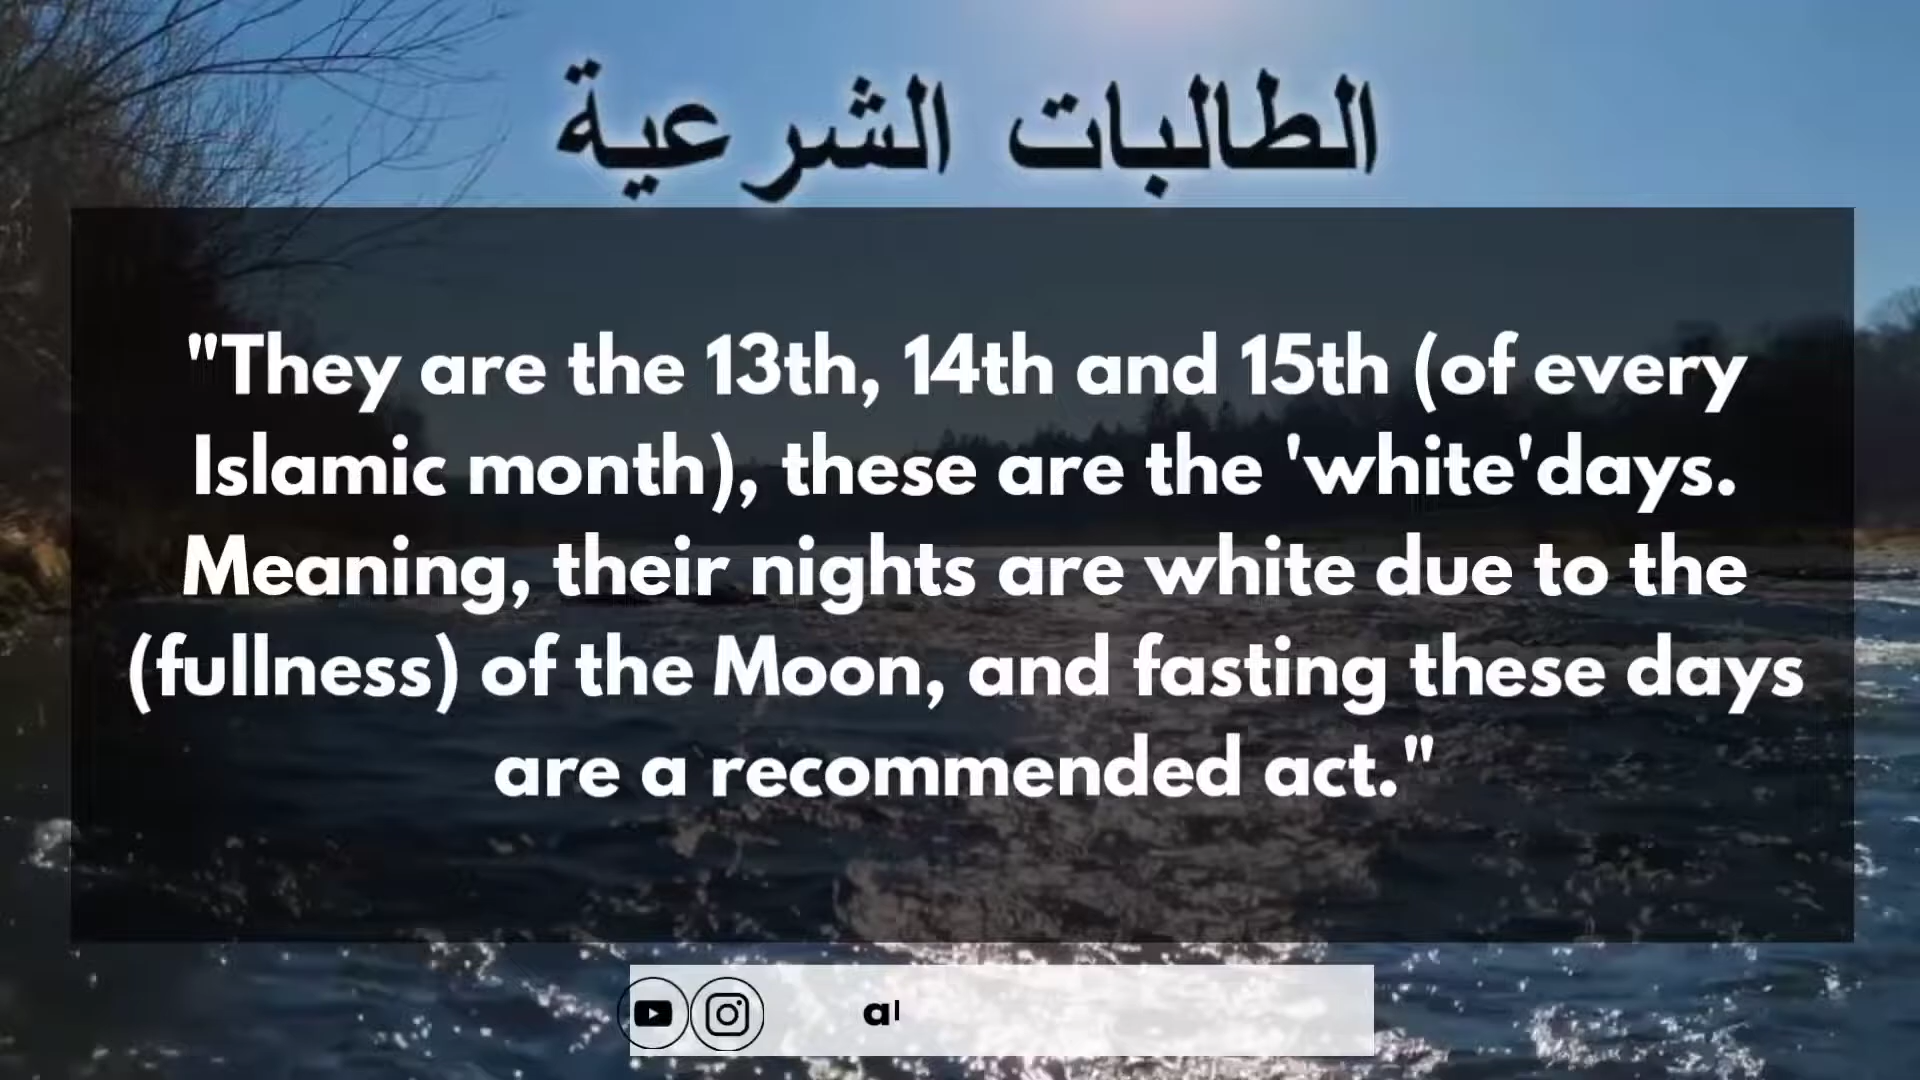 الطالبات الشرعية
"They are the 13th, 14th and 15th (of every
Islamic month), these are the 'white'days.
Meaning, their nights are white due to the
(fullness) of the Moon, and fasting these days
are a recommended act."